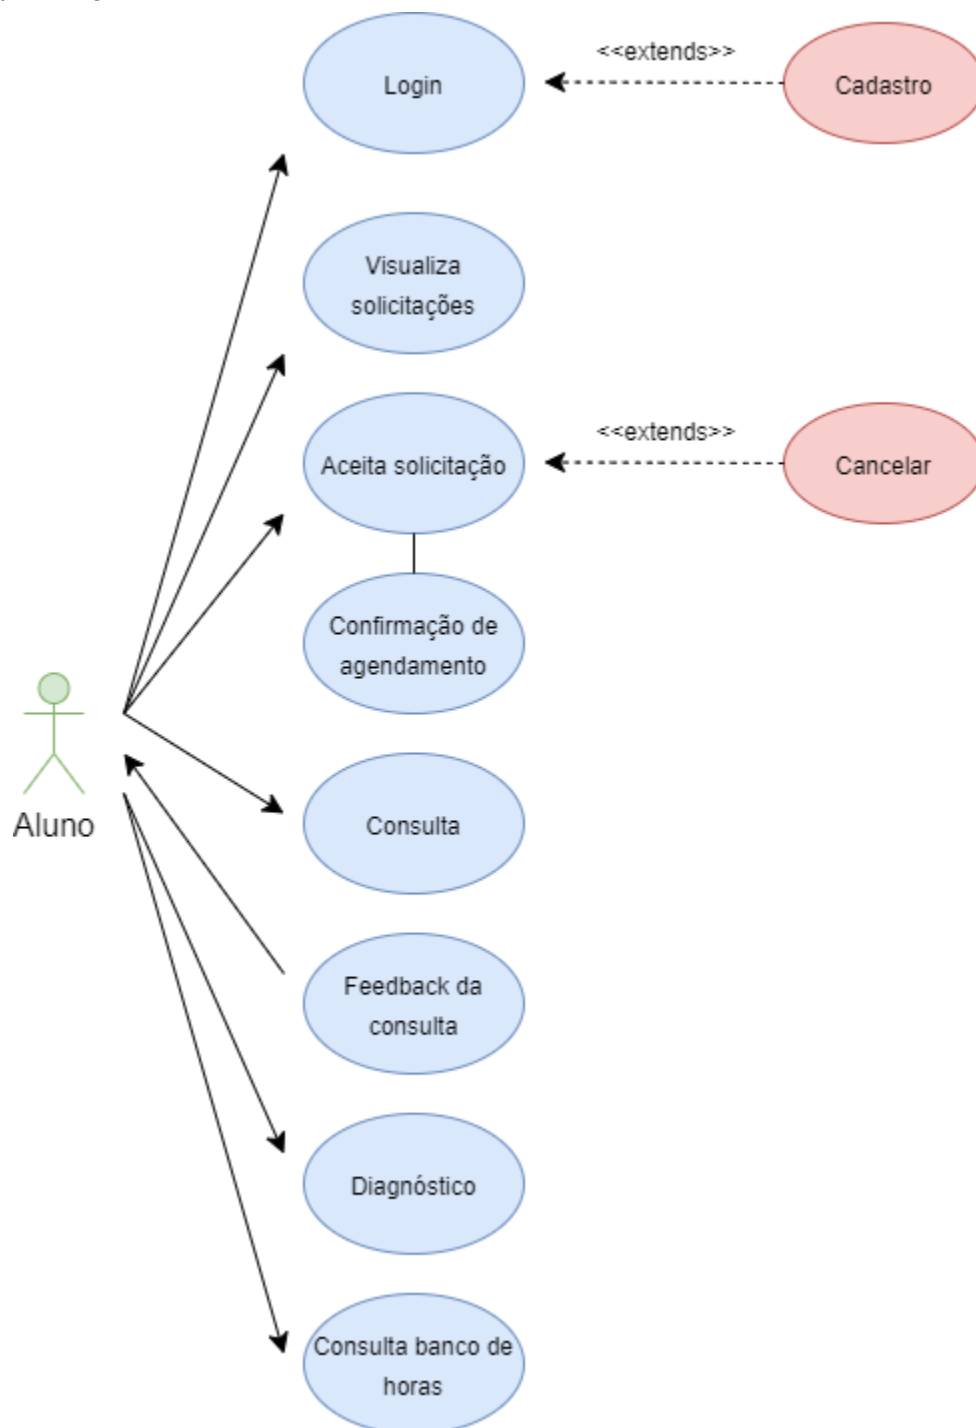 Login
<<extends>>
Cadastro
Visualiza
solicitações
Aceita solicitação
<<extends>>
Cancelar
Confirmação de
agendamento
Aluno
Consulta
Feedback da
consulta
Diagnóstico
Consulta banco de
horas